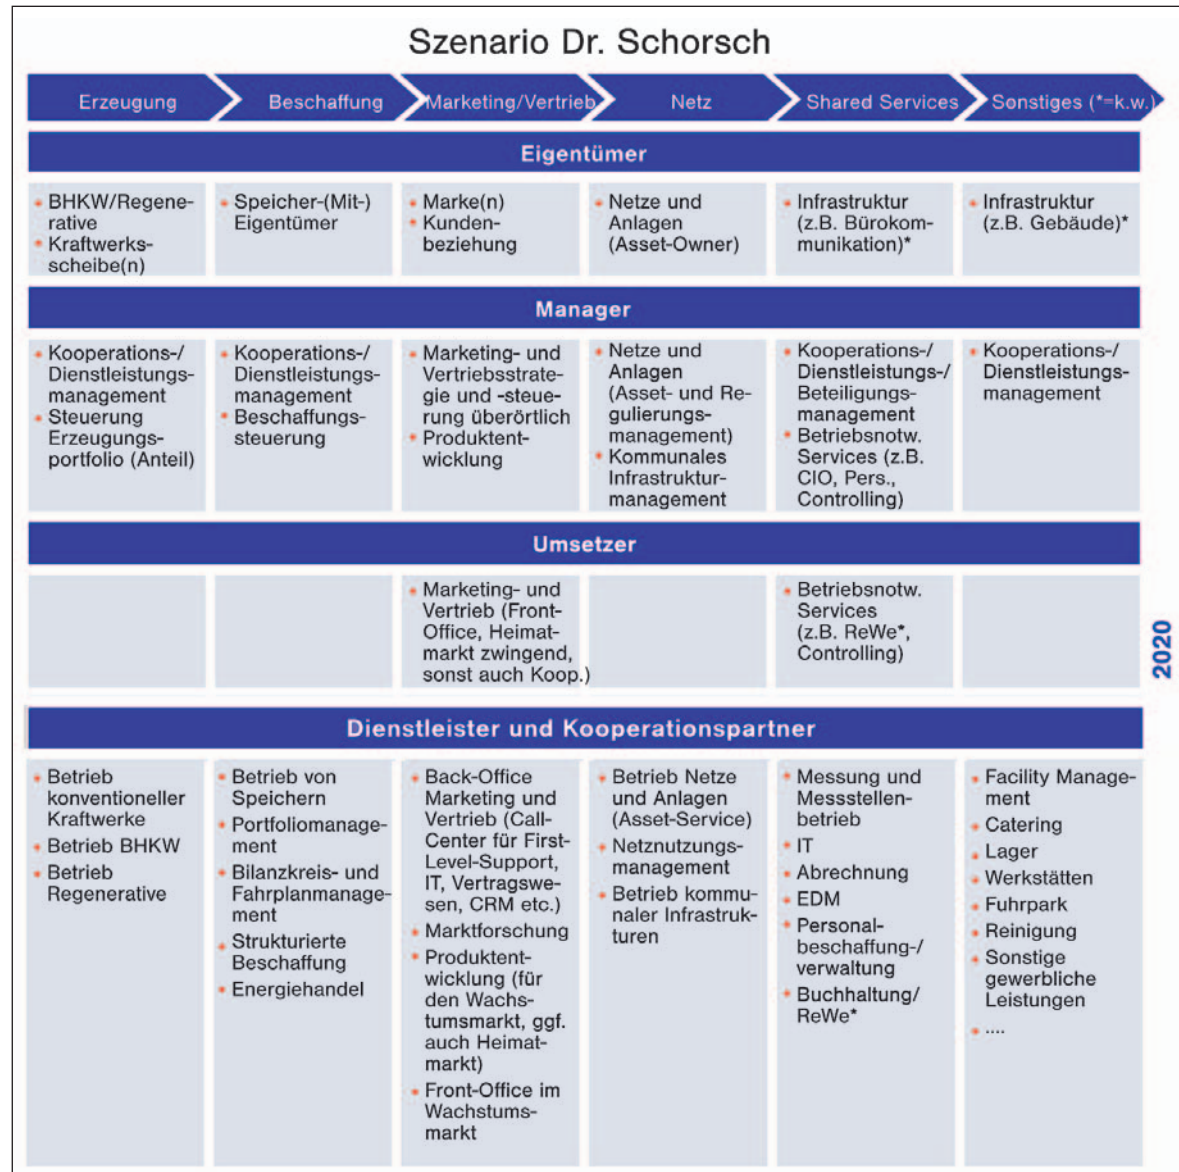 Szenario Dr. Schorsch
Erzeugung
Beschaffung
Marketing/Vertrieb
Netz
Shared Services
Sonstiges (*=k.w.)
Eigentümer
BHKW/Regene-
rative
Kraftwerks-
scheibe(n)
Speicher-(Mit-)
Eigentümer
Marke(n)
Kunden-
beziehung
Netze und
Anlagen
(Asset-Owner)
Infrastruktur
(z.B. Bürokom-
munikation)*
Infrastruktur
(z.B. Gebäude)*
Manager
Kooperations-/
Dienstleistungs-
management
Steuerung
Erzeugungs-
portfolio (Anteil)
Kooperations-/
Dienstleistungs-
management
Beschaffungs-
steuerung
Marketing- und
Vertriebsstrate-
gie und -steue-
rung überörtlich
Produktent-
wicklung
Netze und
Anlagen
(Asset- und Re-
gulierungs-
management)
Kommunales
Infrastruktur-
management
Kooperations-/
Dienstleistungs-/
Beteiligungs-
management
Betriebsnotw.
Services (z.B.
CIO, Pers.,
Controlling)
Kooperations-/
Dienstleistungs-
management
Umsetzer
Marketing- und
Vertrieb (Front-
Office, Heimat-
markt zwingend,
sonst auch Koop.)
Betriebsnotw.
Services
(z.B. ReWe*,
Controlling)
2020
Dienstleister und Kooperationspartner
Betrieb
konventioneller
Kraftwerke
Betrieb BHKW
Betrieb
Regenerative
Betrieb von
Speichern
Portfoliomanage-
ment
Bilanzkreis- und
Fahrplanmanage-
ment
Strukturierte
Beschaffung
Energiehandel
Back-Office
Marketing und
Vertrieb (Call-
Center für First-
Level-Support,
IT, Vertragswe-
sen, CRM etc.)
Marktforschung
Produktent-
wicklung (für
den Wachs-
tumsmarkt, ggf.
auch Heimat-
markt)
Front-Office im
Wachstums-
markt
Betrieb Netze
und Anlagen
(Asset-Service)
Netznutzungs-
management
Betrieb kommu-
naler Infrastruk-
turen
Messung und
Messstellen-
betrieb
IT
Abrechnung
EDM
Personal-
beschaffung-/
verwaltung
Buchhaltung/
ReWe*
Facility Manage-
ment
Catering
Lager
Werkstätten
Fuhrpark
Reinigung
Sonstige
gewerbliche
Leistungen
....